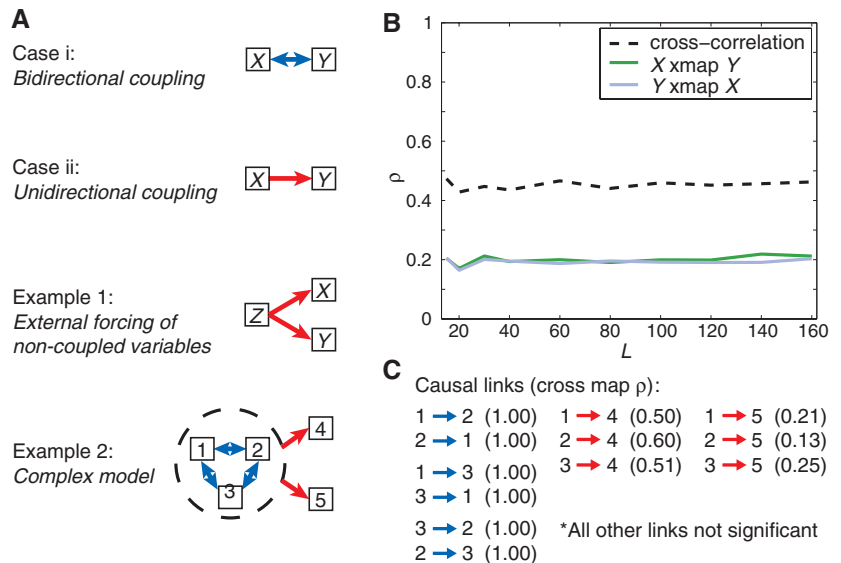 A
Case i:
Bidirectional coupling
X Y
Case ii:
Unidirectional coupling
X Y
Example 1:
External forcing of
non-coupled variables
Z X Y
Example 2:
Complex model
1 2 3 4 5
B
1
0.8
0.6
0.4
0.2
0
ρ
20 40 60 80 100 120 140 160
L
cross−correlation
X xmap Y
Y xmap X
C
Causal links (cross map ρ):
1 → 2 (1.00) 1 → 4 (0.50) 1 → 5 (0.21)
2 → 1 (1.00) 2 → 4 (0.60) 2 → 5 (0.13)
1 → 3 (1.00) 3 → 4 (0.51) 3 → 5 (0.25)
3 → 1 (1.00)
3 → 2 (1.00) *All other links not significant
2 → 3 (1.00)